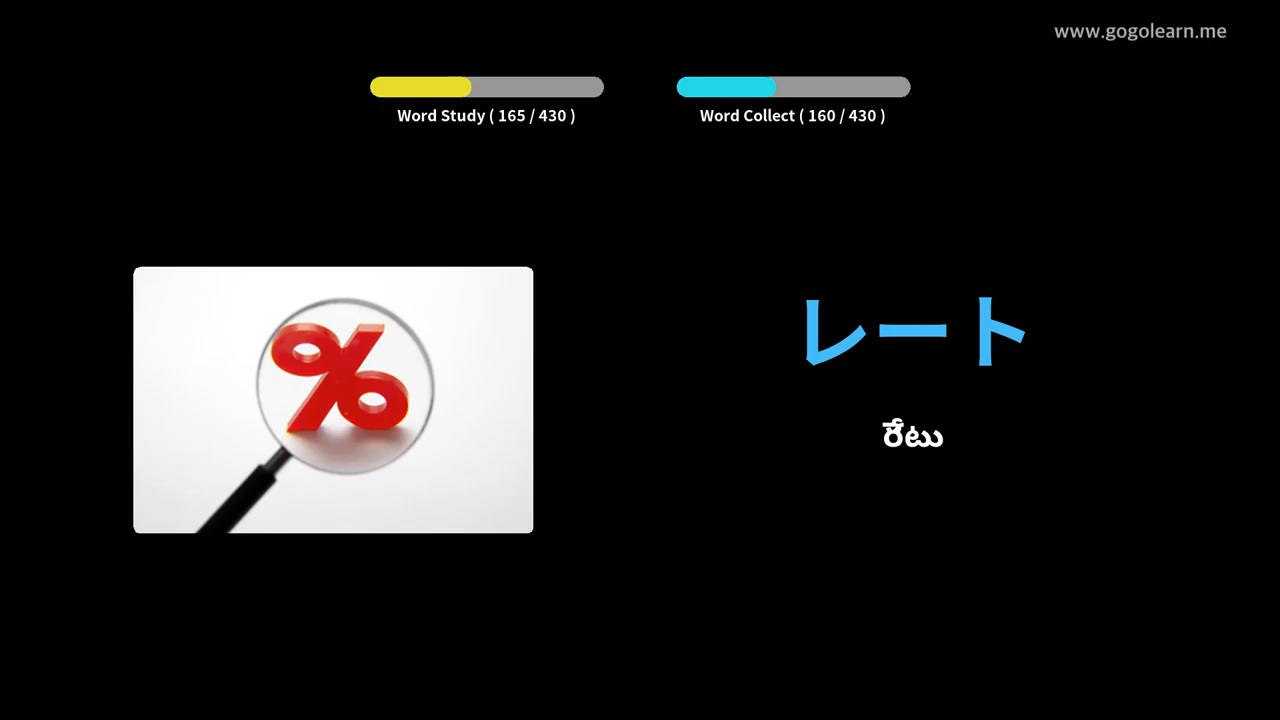 www.gogolearn.me
Word Study ( 165 / 430 )
Word Collect ( 160 / 430 )
%
レート
రేటు